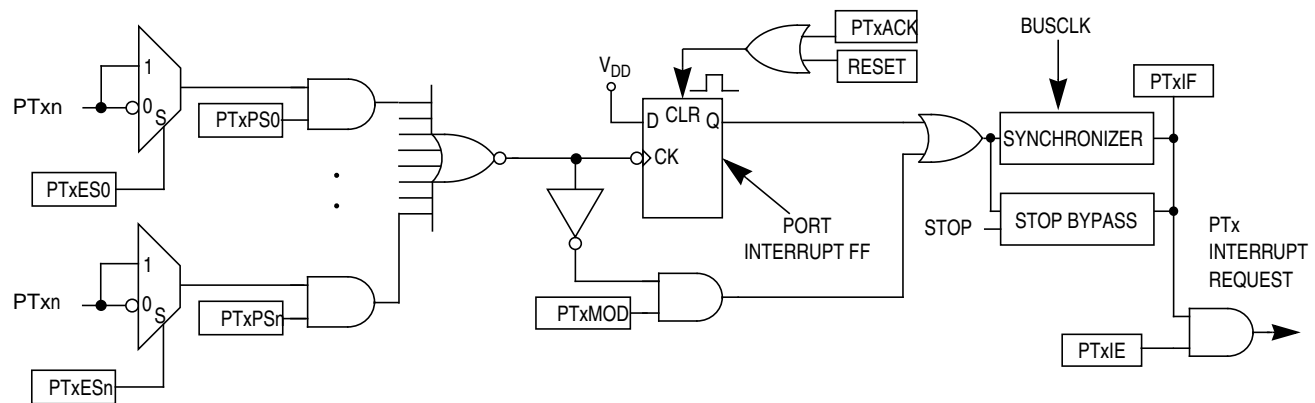 PTxn
1
0
S
PTxPS0
PTxES0
PTxn
1
0
S
PTxPSn
PTxESn
VDD
D
CLR
Q
CK
PTxACK
RESET
PORT
INTERRUPT FF
PTxMOD
BUSCLK
SYNCHRONIZER
PTxIF
STOP
STOP BYPASS
PTx
INTERRUPT
REQUEST
PTxIE